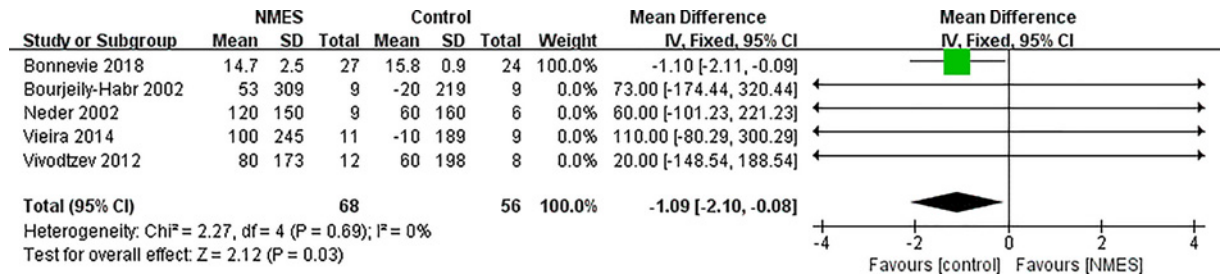 NMES Control Mean Difference Mean Difference
Study or Subgroup Mean SD Total Mean SD Total Weight IV, Fixed, 95% CI IV, Fixed, 95% CI
Bonnevie 2018 14.7 2.5 27 15.8 0.9 24 100.0% -1.10 [-2.11, -0.09]
Bourjeily-Habr 2002 53 309 9 -20 219 9 0.0% 73.00 [-174.44, 320.44]
Neder 2002 120 150 9 60 160 6 0.0% 60.00 [-101.23, 221.23]
Vieira 2014 100 245 11 -10 189 9 0.0% 110.00 [-80.29, 300.29]
Vivodtzev 2012 80 173 12 60 198 8 0.0% 20.00 [-148.54, 188.54]
Total (95% CI) 68 56 100.0% -1.09 [-2.10, -0.08]
Heterogeneity: Chi² = 2.27, df = 4 (P = 0.69); I² = 0%
Test for overall effect: Z = 2.12 (P = 0.03)
-4 -2 0 2 4
Favours [control] Favours [NMES]